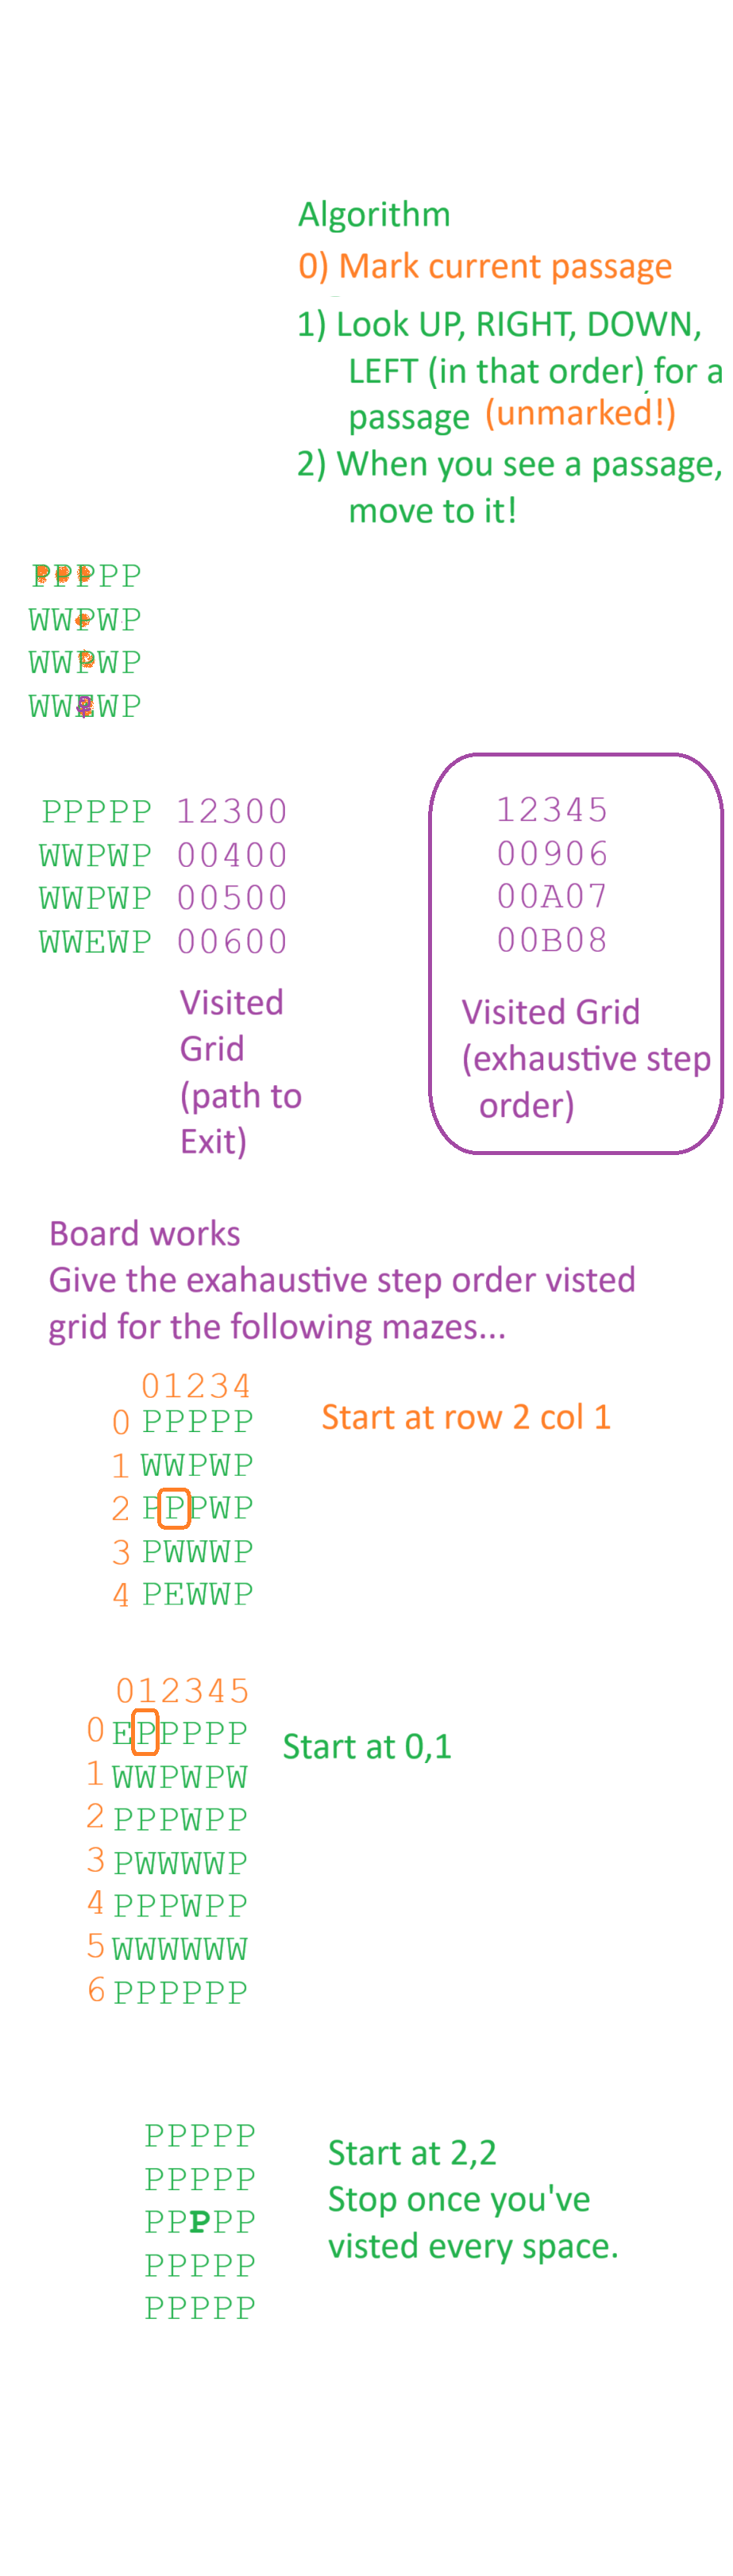 Algorithm
0) Mark current passage
1) Look UP, RIGHT, DOWN,
LEFT (in that order) for a
passage (unmarked!)
2) When you see a passage,
move to it!
PPPPP
WWPWP
WWPWP
WWEWP
PPPPP 12300
WWPWP 00400
WWPWP 00500
WWEWP 00600
Visited
Grid
(path to
Exit)
12345
00906
00A07
00B08
Visited Grid
(exhaustive step
order)
Board works
Give the exahaustive step order visted
grid for the following mazes...
01234
0 PPPPP
1 WWPWP
2 PPPWP
3 PWWWP
4 PEWWP
Start at row 2 col 1
012345
0 EPPPPP
1 WWPWPW
2 PPPWPP
3 PWWWWP
4 PPPWPP
5 WWWWWW
6 PPPPPP
Start at 0,1
PPPPP
PPPPP
PPPPP
PPPPP
PPPPP
Start at 2,2
Stop once you've
visted every space.